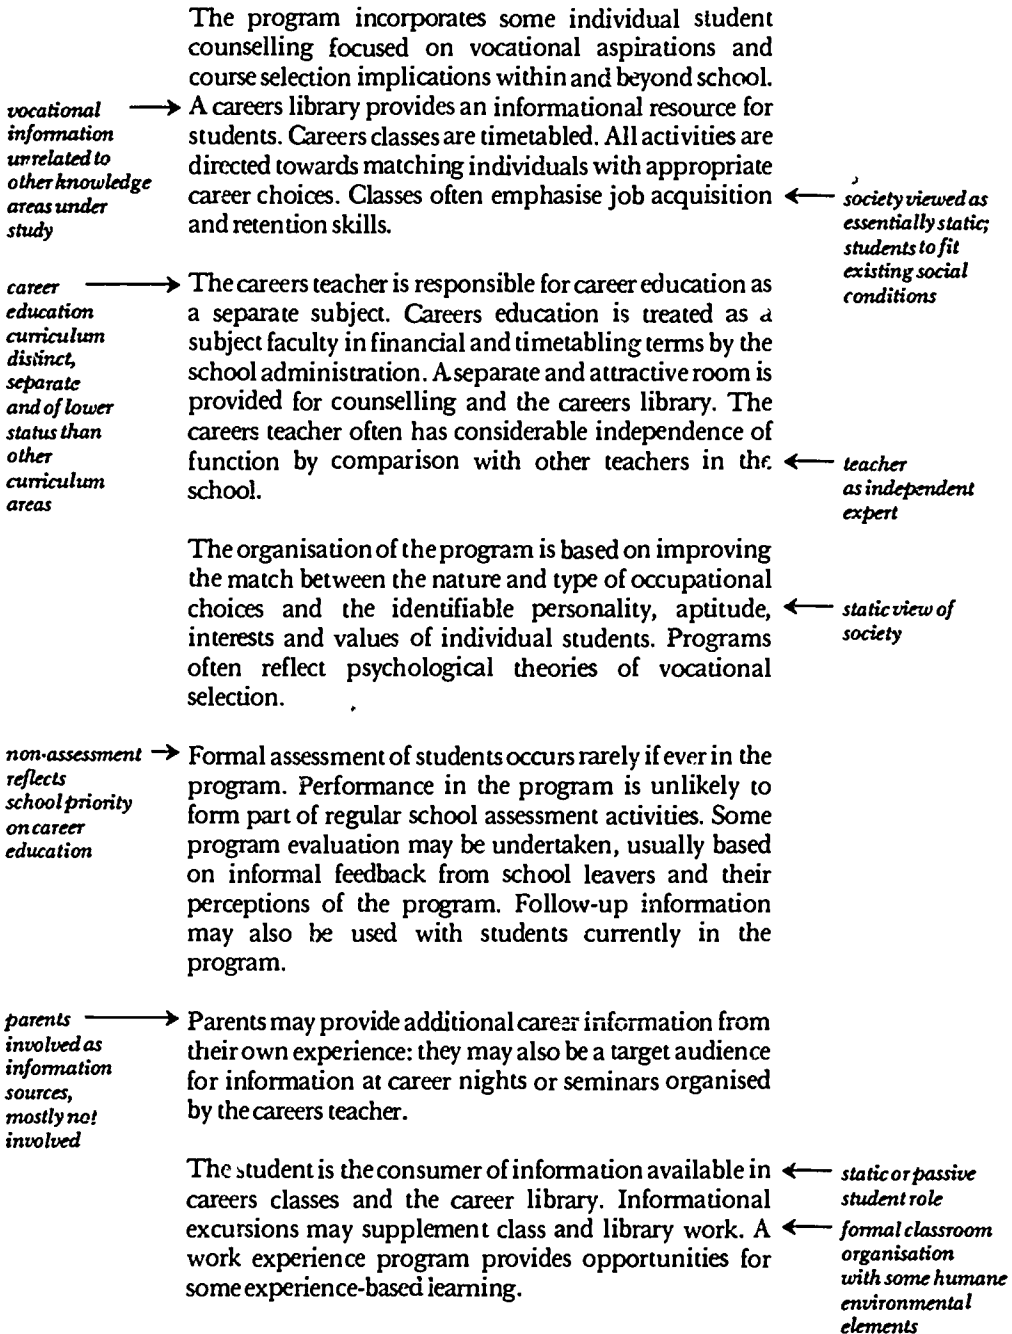 The program incorporates some individual student
counselling focused on vocational aspirations and
course selection implications within and beyond school.
A careers library provides an informational resource for
students. Careers classes are timetabled. All activities are
directed towards matching individuals with appropriate
career choices. Classes often emphasise job acquisition
and retention skills.
vocational
information
unrelated to
other knowledge
areas under
study
society viewed as
essentially static;
students to fit
existing social
conditions
The careers teacher is responsible for career education as
a separate subject. Careers education is treated as a
subject faculty in financial and timetabling terms by the
school administration. A separate and attractive room is
provided for counselling and the careers library. The
careers teacher often has considerable independence of
function by comparison with other teachers in the
school.
career
education
curriculum
distinct,
separate
and of lower
status than
other
curriculum
areas
teacher
as independent
expert
The organisation of the program is based on improving
the match between the nature and type of occupational
choices and the identifiable personality, aptitude,
interests and values of individual students. Programs
often reflect psychological theories of vocational
selection.
static view of
society
non-assessment
reflects
school priority
on career
education
Formal assessment of students occurs rarely if ever in the
program. Performance in the program is unlikely to
form part of regular school assessment activities. Some
program evaluation may be undertaken, usually based
on informal feedback from school leavers and their
perceptions of the program. Follow-up information
may also be used with students currently in the
program.
parents
involved as
information
sources,
mostly not
involved
Parents may provide additional career information from
their own experience: they may also be a target audience
for information at career nights or seminars organised
by the careers teacher.
The student is the consumer of information available in
careers classes and the career library. Informational
excursions may supplement class and library work. A
work experience program provides opportunities for
some experience-based learning.
static or passive
student role
formal classroom
organisation
with some humane
environmental
elements